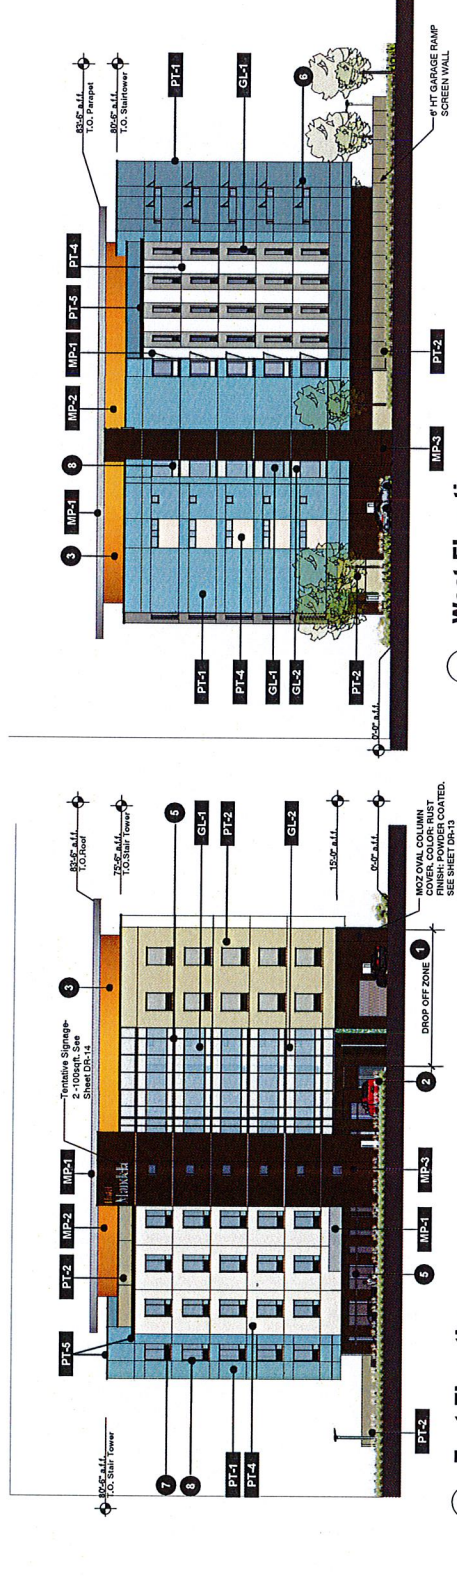 80'-6" a.f.f.
T.O. Stair Tower
PT-5
PT-2
MP-2
MP-1
Tentative Signage-
2 -100sqft. See
Sheet DR-14
3
83'-6" a.f.f.
T.O.Roof
75'-6" a.f.f.
T.O. Stair Tower
5
GL-1
PT-2
GL-2
15'-0" a.f.f.
0'-0" a.f.f.
7
8
PT-1
PT-4
PT-2
5
MP-1
MP-3
2
DROP OFF ZONE
1
MOZ OVAL COLUMN
COVER. COLOR: RUST
FINISH: POWDER COATED.
SEE SHEET DR-13
3
MP-1
8
MP-2
MP-1
PT-5
PT-4
83'-6" a.f.f.
T.O. Parapet
80'-6" a.f.f.
T.O. Stairtower
PT-1
GL-1
6
PT-1
PT-4
GL-1
GL-2
PT-2
0'-0" a.f.f.
MP-3
PT-2
6' HT GARAGE RAMP
SCREEN WALL